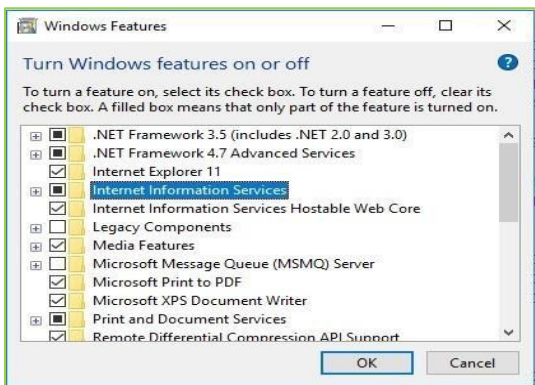 Windows Features
Turn Windows features on or off
To turn a feature on, select its check box. To turn a feature off, clear its
check box. A filled box means that only part of the feature is turned on.
.NET Framework 3.5 (includes .NET 2.0 and 3.0)
.NET Framework 4.7 Advanced Services
Internet Explorer 11
Internet Information Services
Internet Information Services Hostable Web Core
Legacy Components
Media Features
Microsoft Message Queue (MSMQ) Server
Microsoft Print to PDF
Microsoft XPS Document Writer
Print and Document Services
Remote Differential Compression API Support
OK Cancel